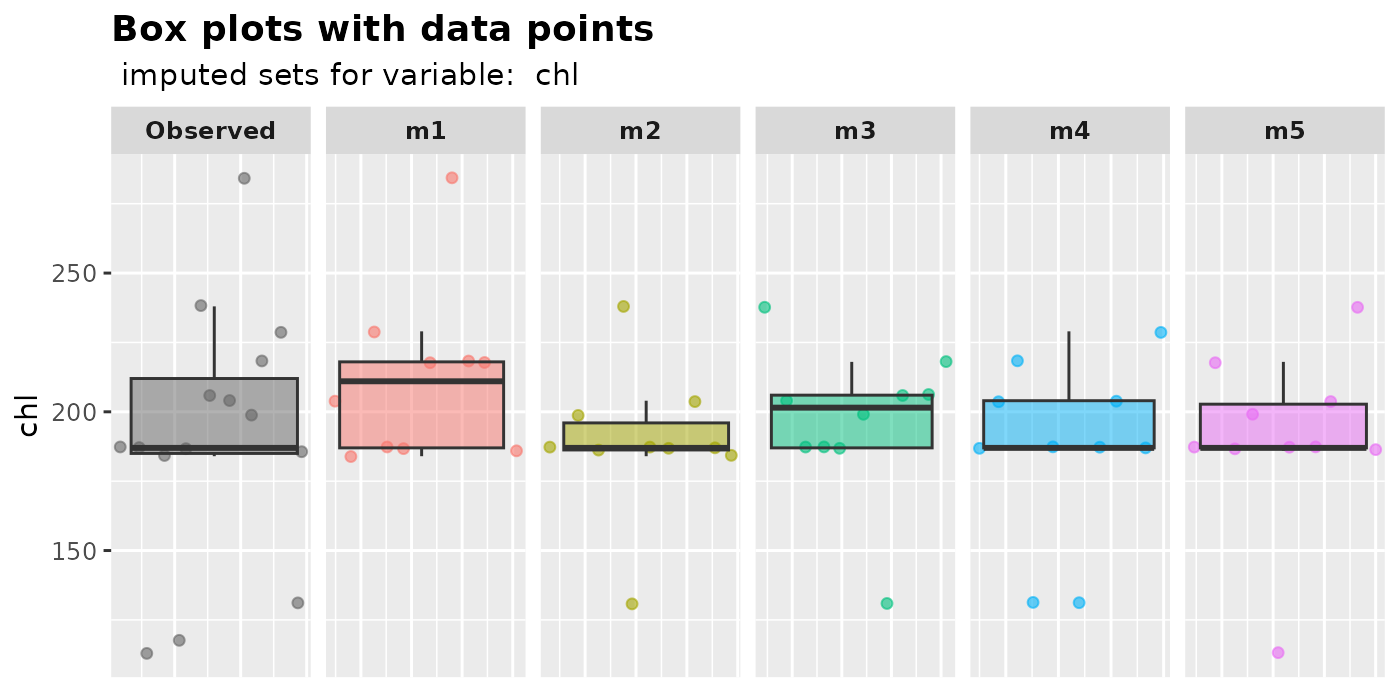 Box plots with data points
imputed sets for variable:  chl
Observed m1 m2 m3 m4 m5
chl
250
200
150